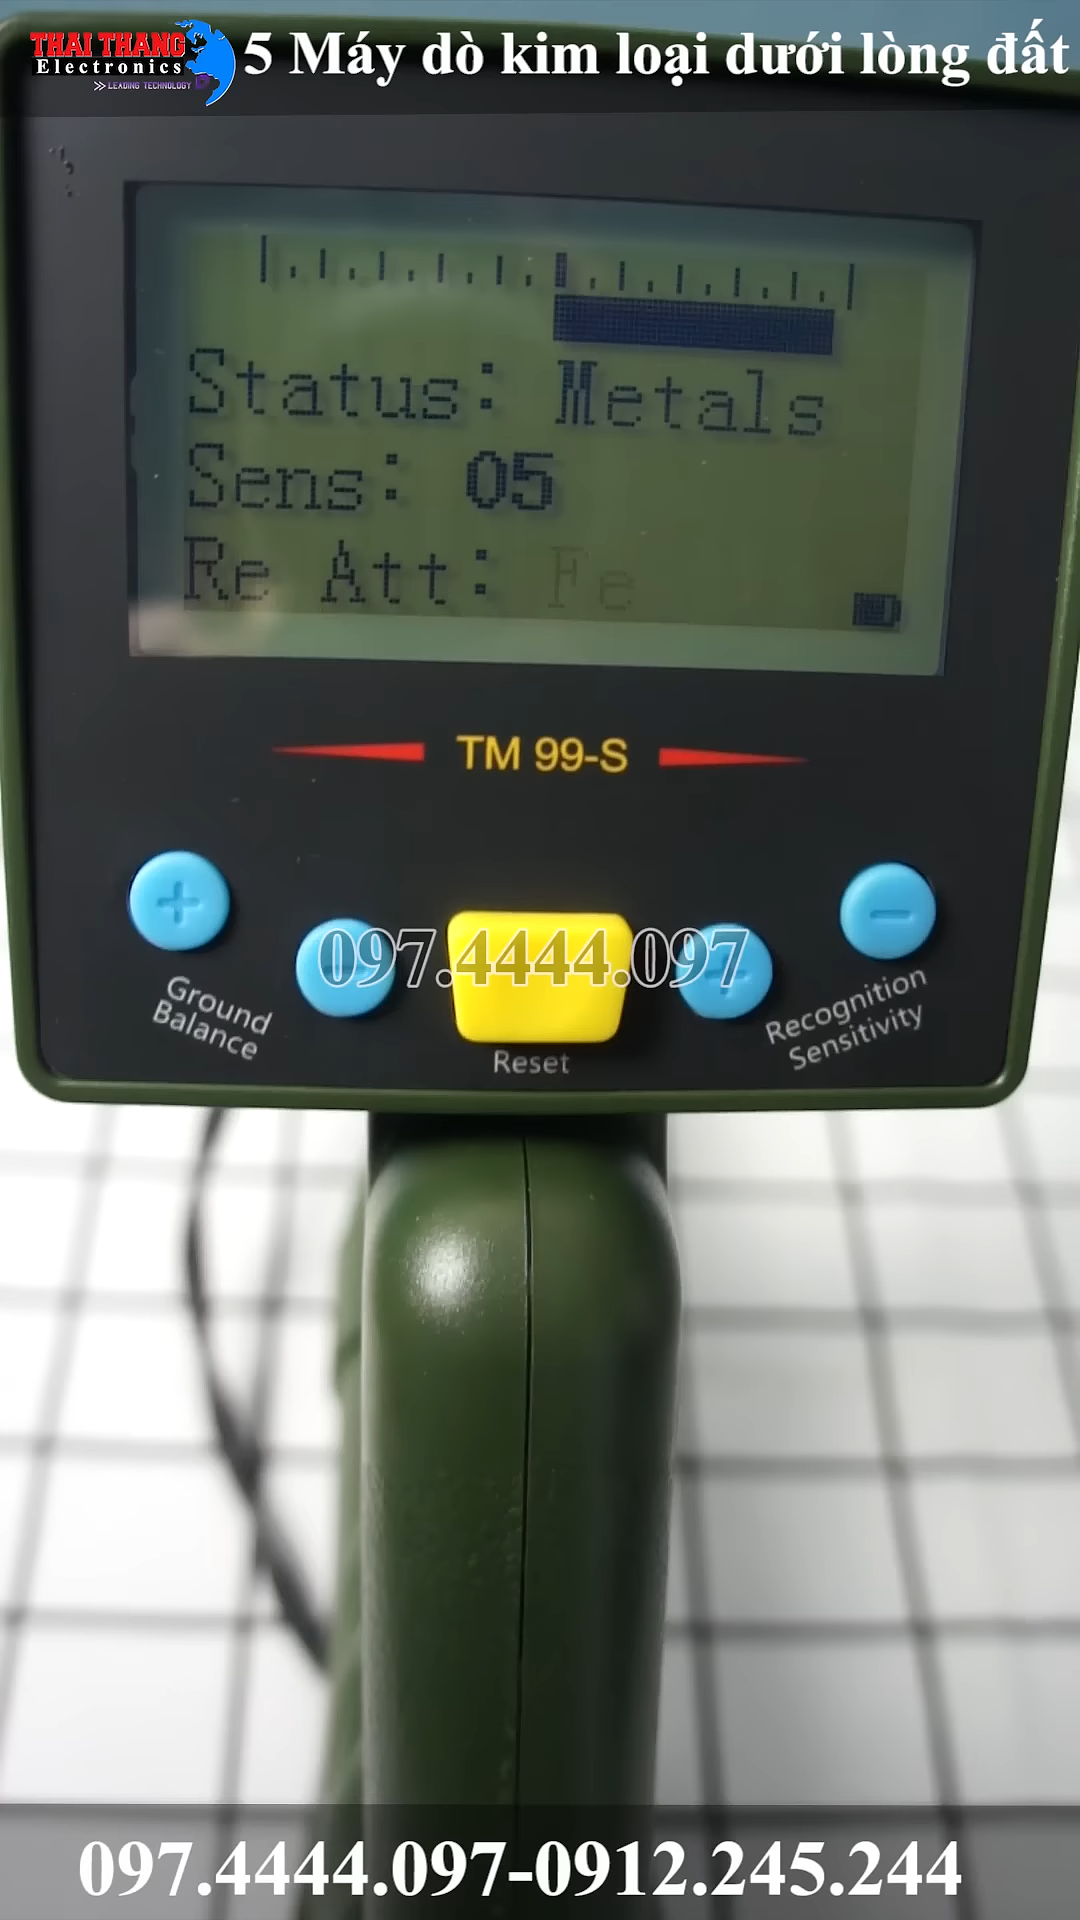 THAI THANG
Electronics
LEADING TECHNOLOGY
5 Máy dò kim loại dưới lòng đất
Status: Metals
Sens: 05
Re Att: Fe
TM 99-S
097.4444.097
Ground
Balance
Reset
Recognition
Sensitivity
097.4444.097-0912.245.244